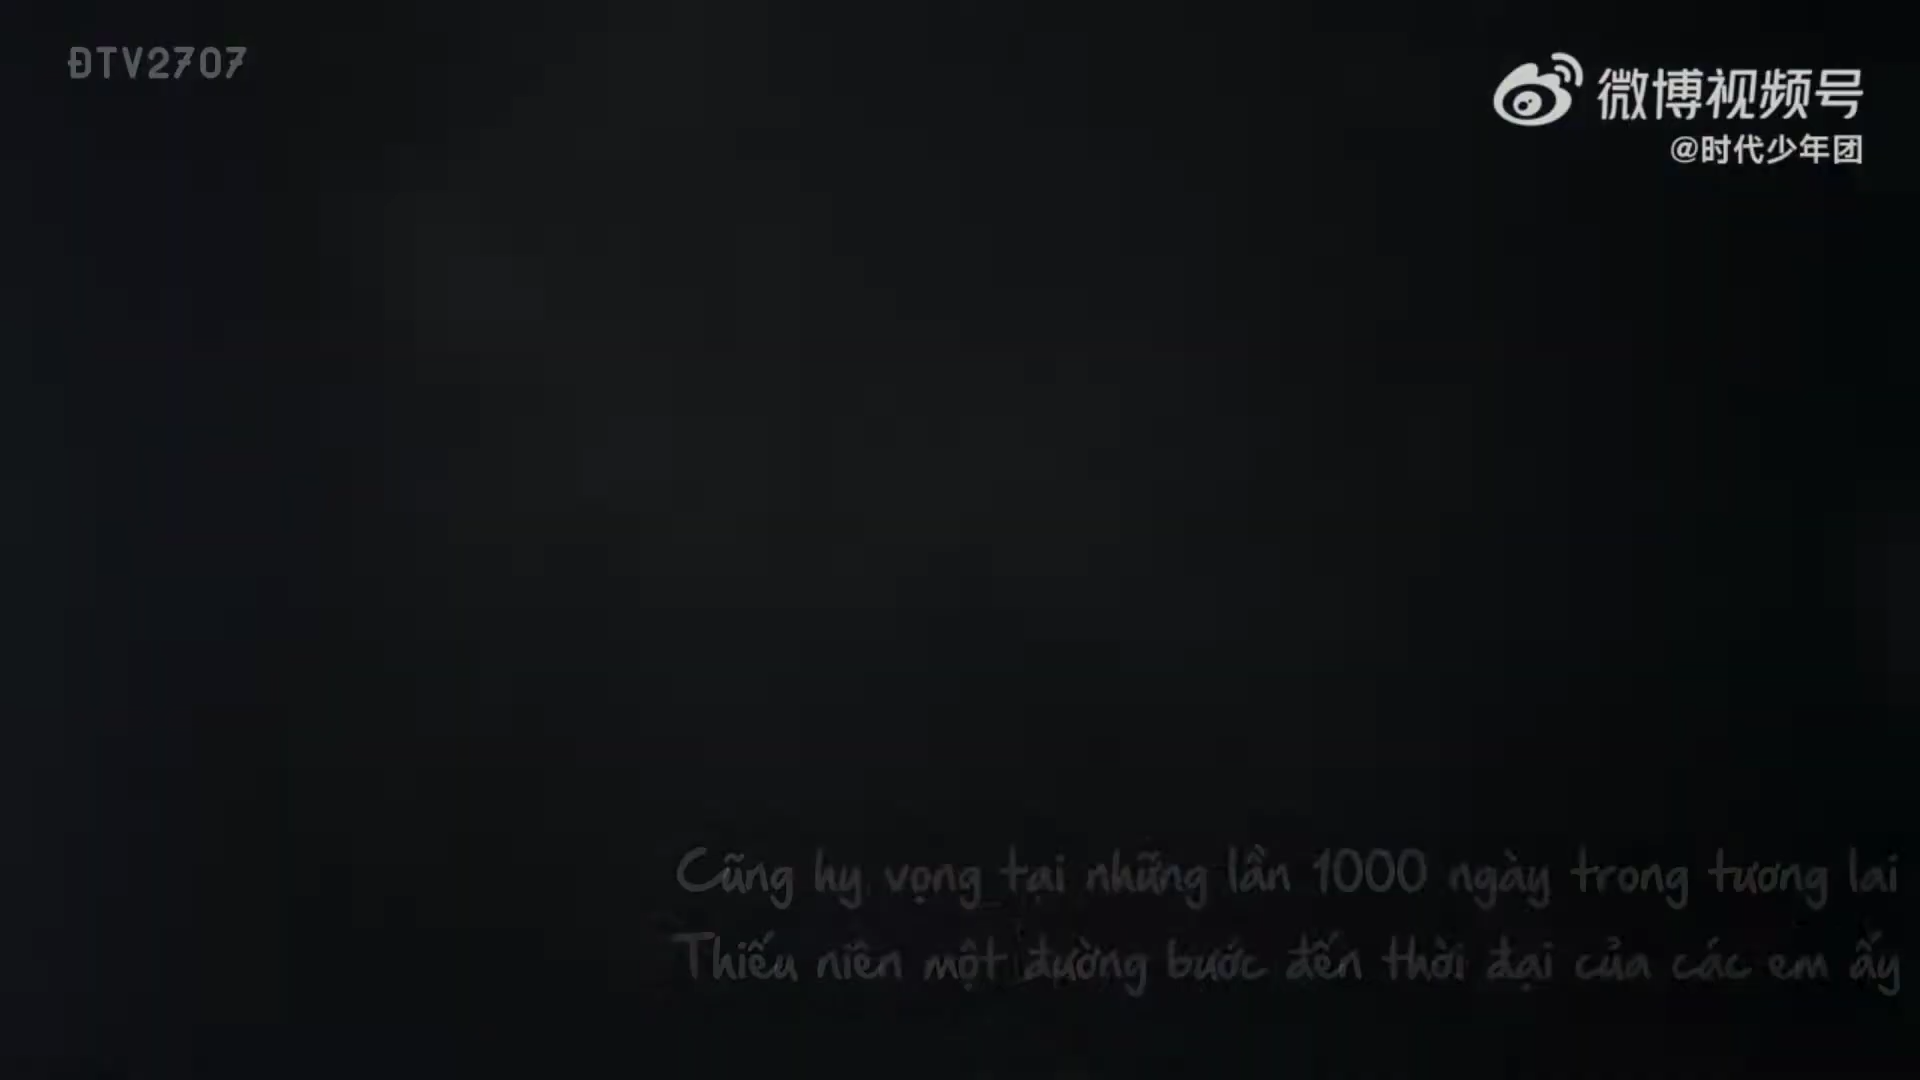 ĐTV2707
微博视频号
@时代少年团
Cũng hy vọng tại những lần 1000 ngày trong tương lai
Thiếu niên một đường bước đến thời đại của các em ấy